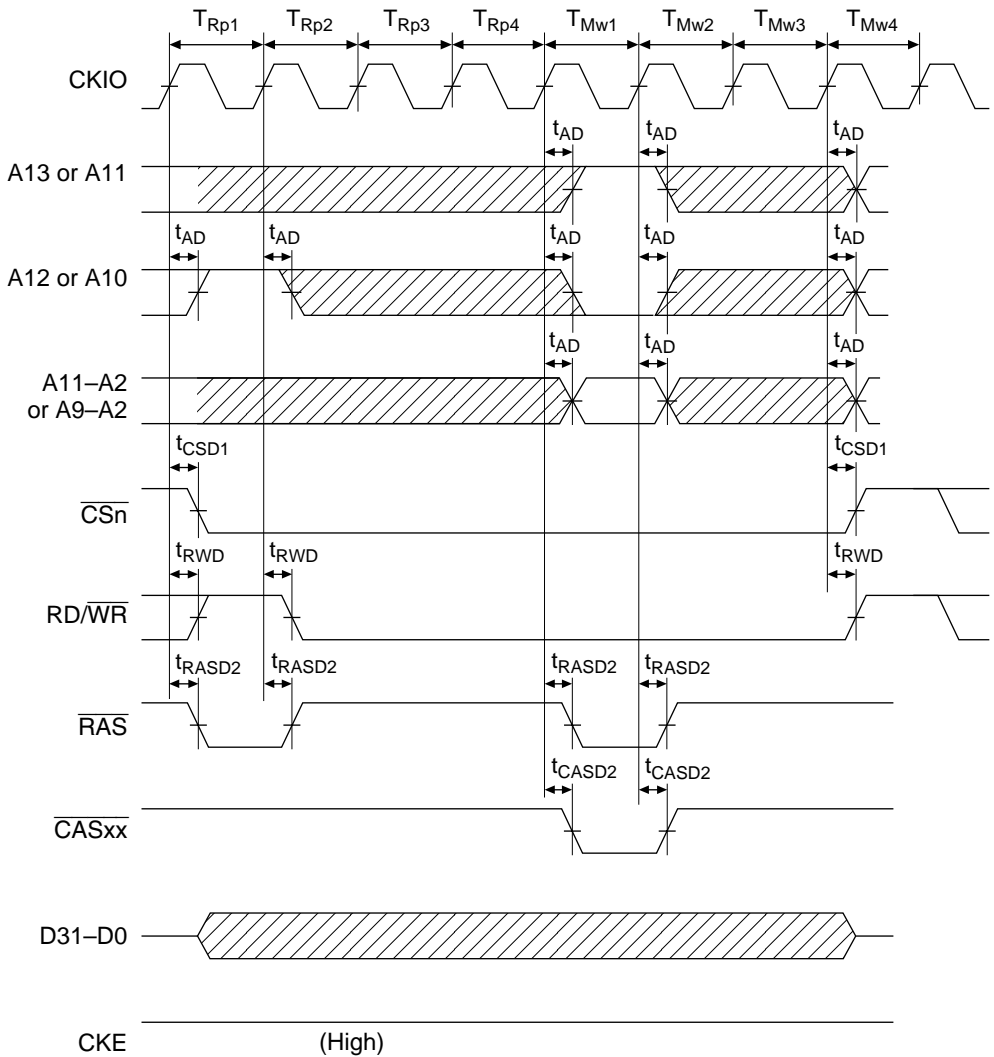 TRp1 TRp2 TRp3 TRp4 TMw1 TMw2 TMw3 TMw4
CKIO
tAD tAD tAD
A13 or A11
tAD tAD tAD tAD tAD
A12 or A10
tAD tAD tAD
A11–A2
or A9–A2
tCSD1 tCSD1
CSn
tRWD tRWD tRWD
RD/WR
tRASD2 tRASD2 tRASD2 tRASD2
RAS
tCASD2 tCASD2
CASxx
D31–D0
CKE (High)